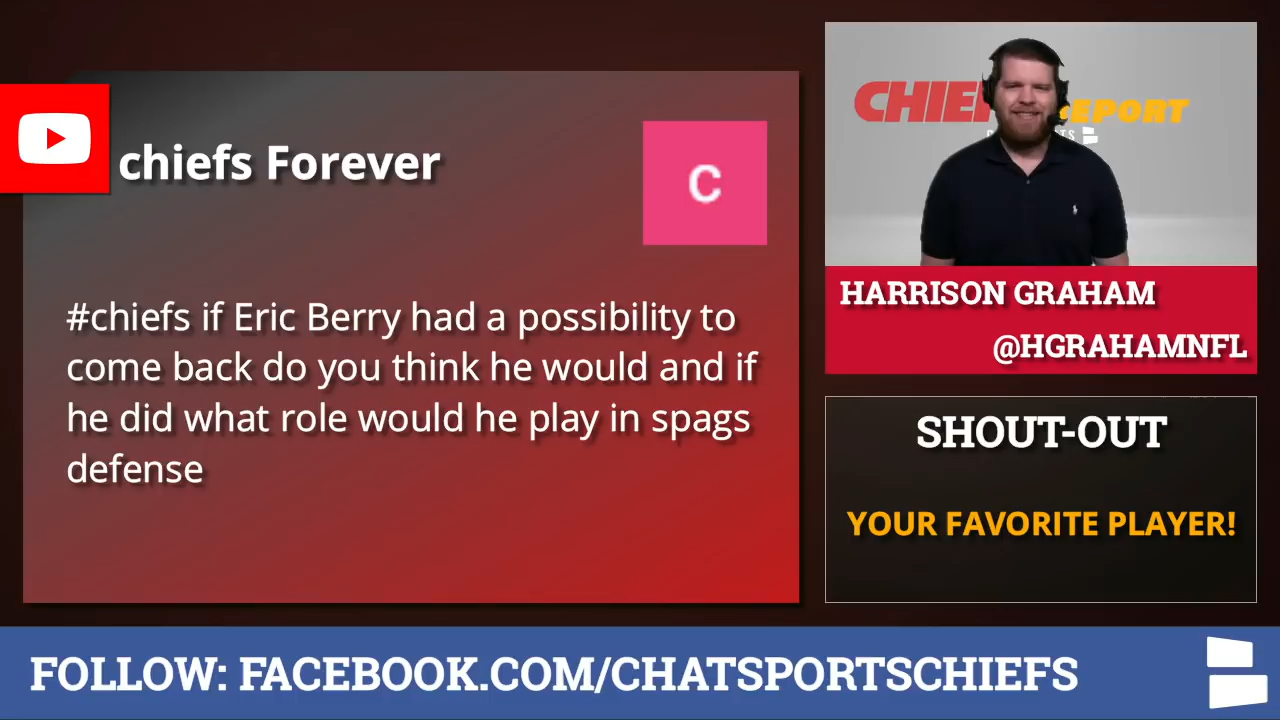 chiefs Forever
C
#chiefs if Eric Berry had a possibility to
come back do you think he would and if
he did what role would he play in spags
defense
HARRISON GRAHAM
@HGRAHAMNFL
SHOUT-OUT
YOUR FAVORITE PLAYER!
FOLLOW: FACEBOOK.COM/CHATSPORTSCHIEFS